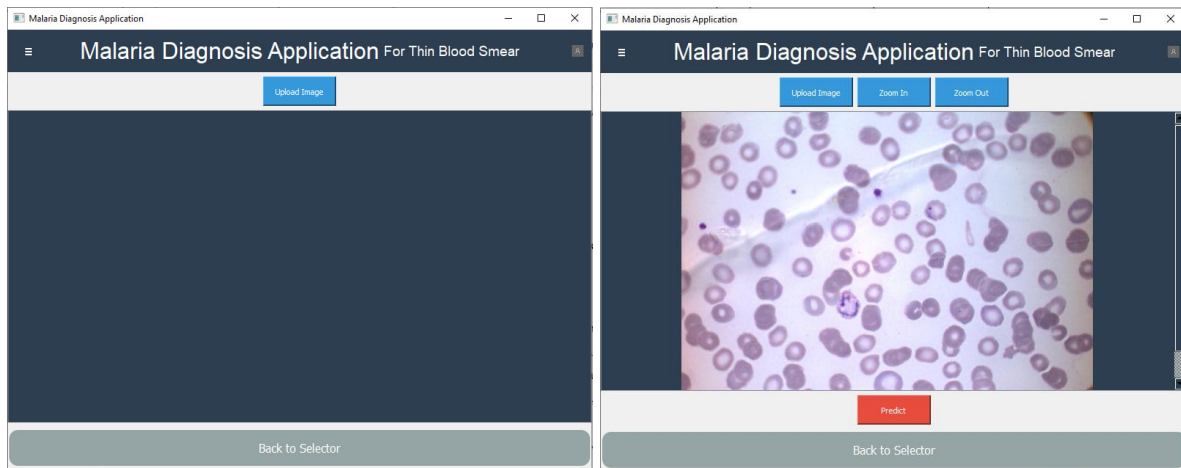 Malaria Diagnosis Application
Malaria Diagnosis Application For Thin Blood Smear
Upload Image
Back to Selector
Malaria Diagnosis Application
Malaria Diagnosis Application For Thin Blood Smear
Upload Image Zoom In Zoom Out
Predict
Back to Selector